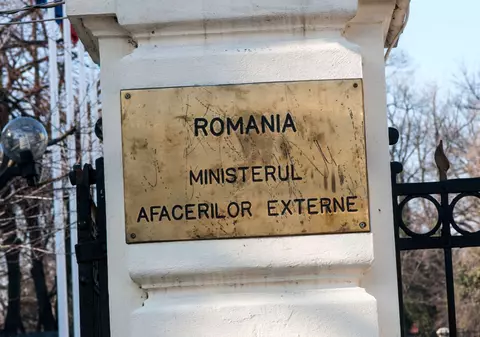 ROMANIA
MINISTERUL
AFACERILOR EXTERNE